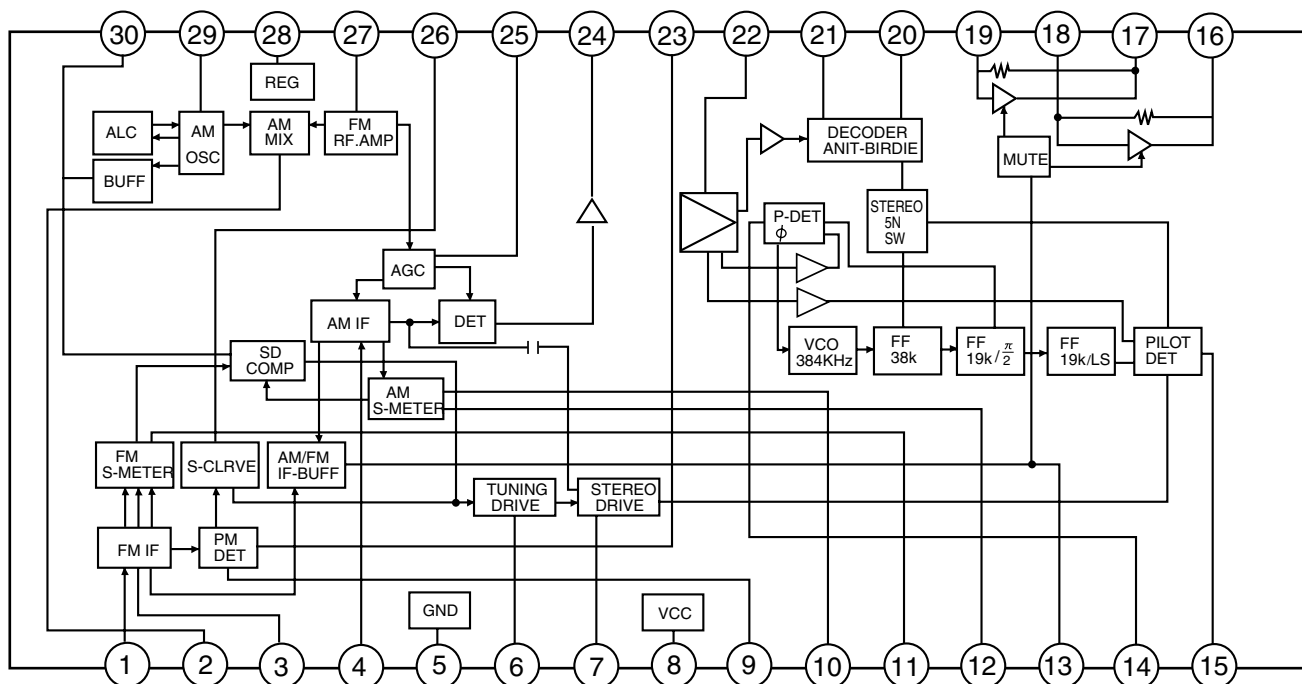 30 29 28 27 26 25 24 23 22 21 20 19 18 17 16
REG
ALC
AM
OSC
AM
MIX
FM
RF.AMP
BUFF
DECODER
ANIT-BIRDIE
MUTE
P-DET
ϕ
STEREO
5N
SW
AGC
AM IF
DET
SD
COMP
VCO
384KHz
FF
38k
FF
19k/π/2
FF
19k/LS
PILOT
DET
AM
S-METER
FM
S-METER
S-CLRVE
AM/FM
IF-BUFF
TUNING
DRIVE
STEREO
DRIVE
FM IF
PM
DET
GND
VCC
1 2 3 4 5 6 7 8 9 10 11 12 13 14 15